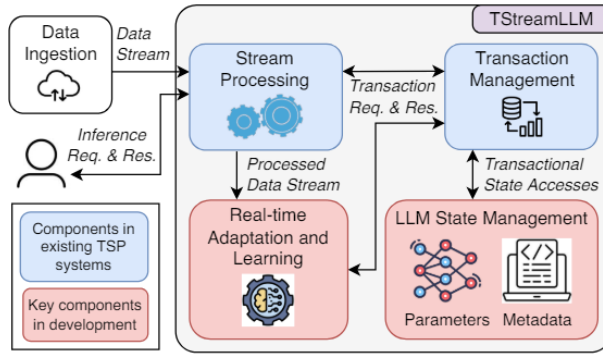 TStreamLLM
Data
Ingestion
Data
Stream
Stream
Processing
Transaction
Management
Transaction
Req. & Res.
Inference
Req. & Res.
Processed
Data Stream
Transactional
State Accesses
Real-time
Adaptation and
Learning
LLM State Management
Parameters
Metadata
Components in
existing TSP
systems
Key components
in development